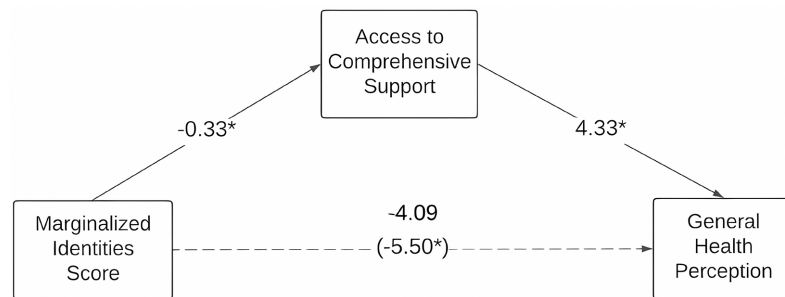 Access to
Comprehensive
Support
-0.33*
4.33*
Marginalized
Identities
Score
-4.09
(-5.50*)
General
Health
Perception